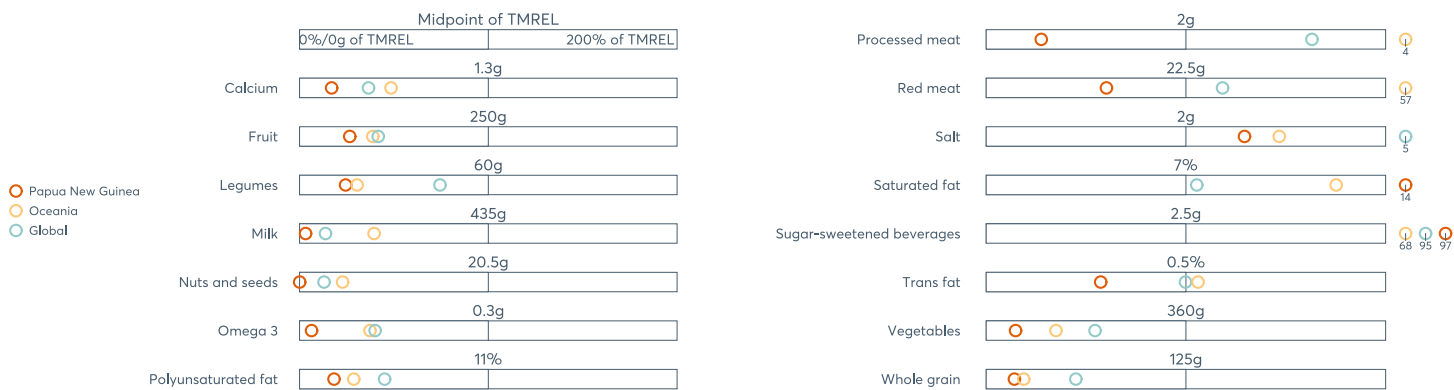 Midpoint of TMREL
0%/0g of TMREL 200% of TMREL
1.3g
Calcium
250g
Fruit
60g
Legumes
435g
Milk
20.5g
Nuts and seeds
0.3g
Omega 3
11%
Polyunsaturated fat
Papua New Guinea
Oceania
Global
2g
Processed meat
4
22.5g
Red meat
57
2g
Salt
5
7%
Saturated fat
14
2.5g
Sugar-sweetened beverages
68 95 97
0.5%
Trans fat
360g
Vegetables
125g
Whole grain